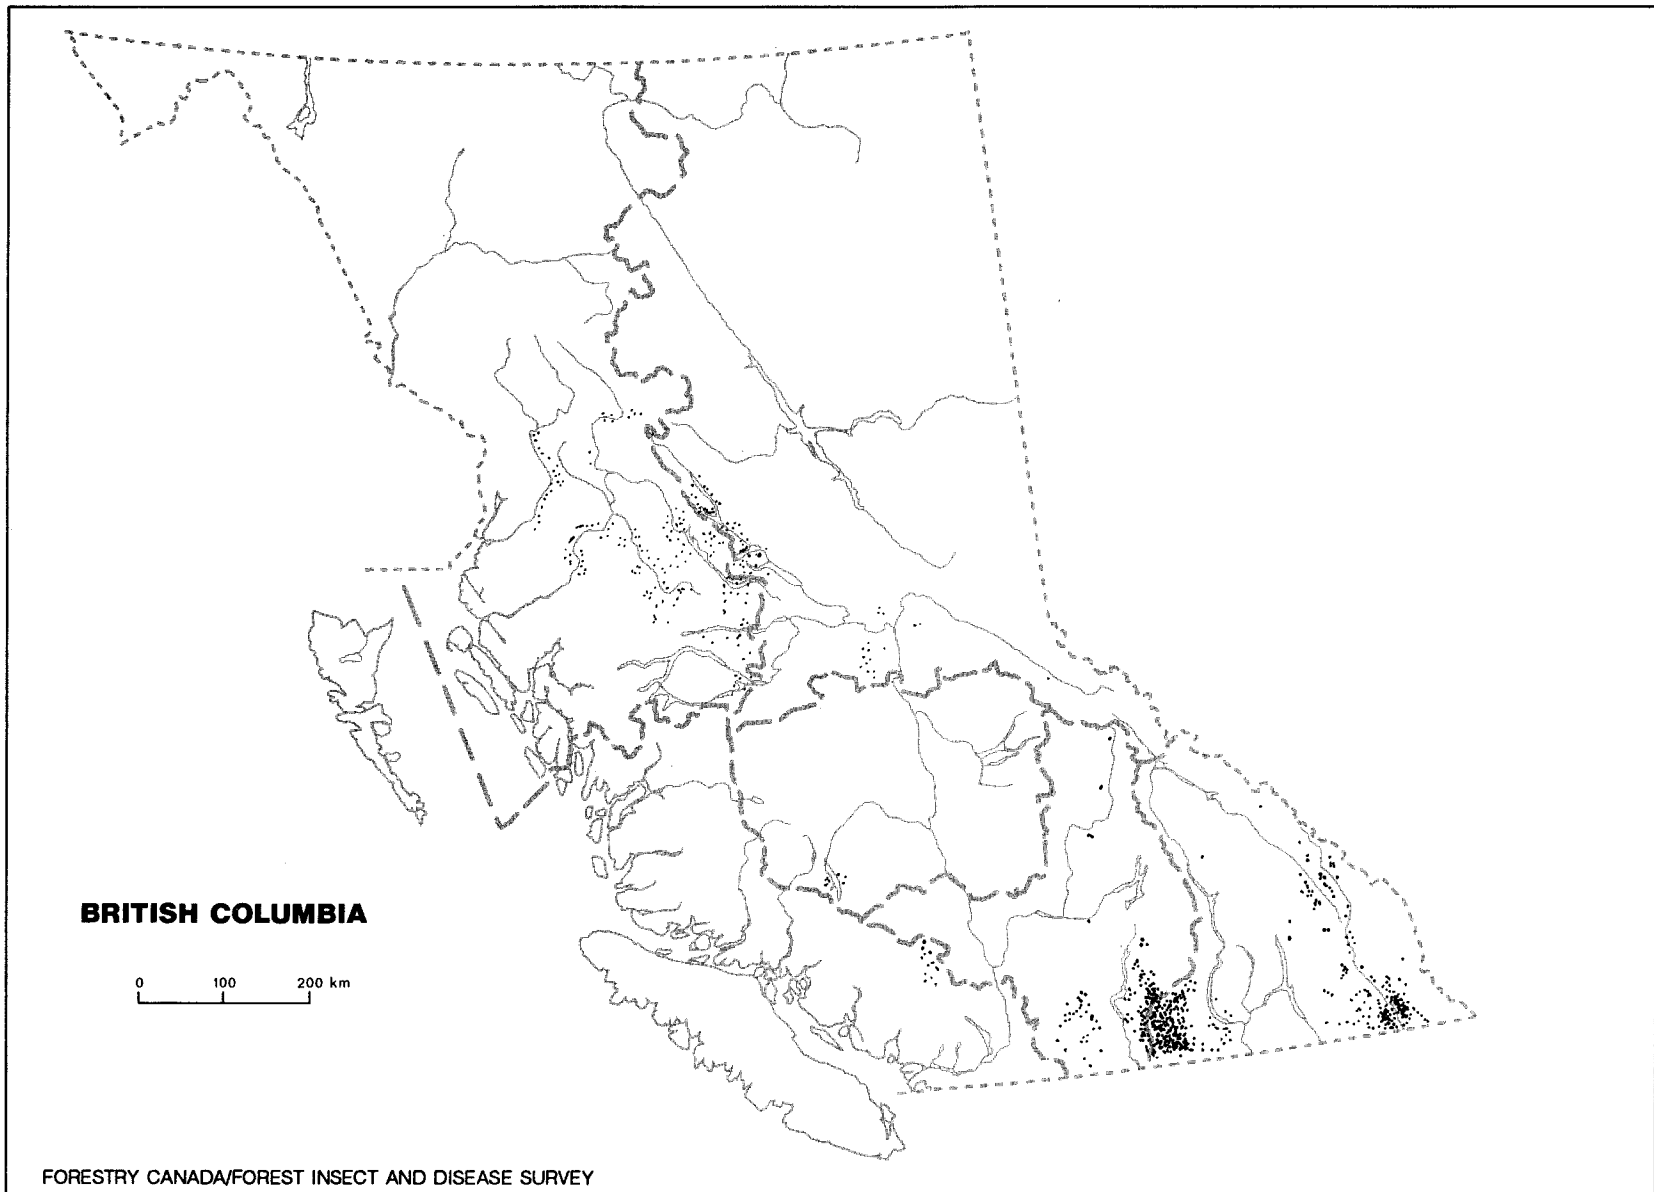 BRITISH COLUMBIA
0 100 200 km
FORESTRY CANADA/FOREST INSECT AND DISEASE SURVEY